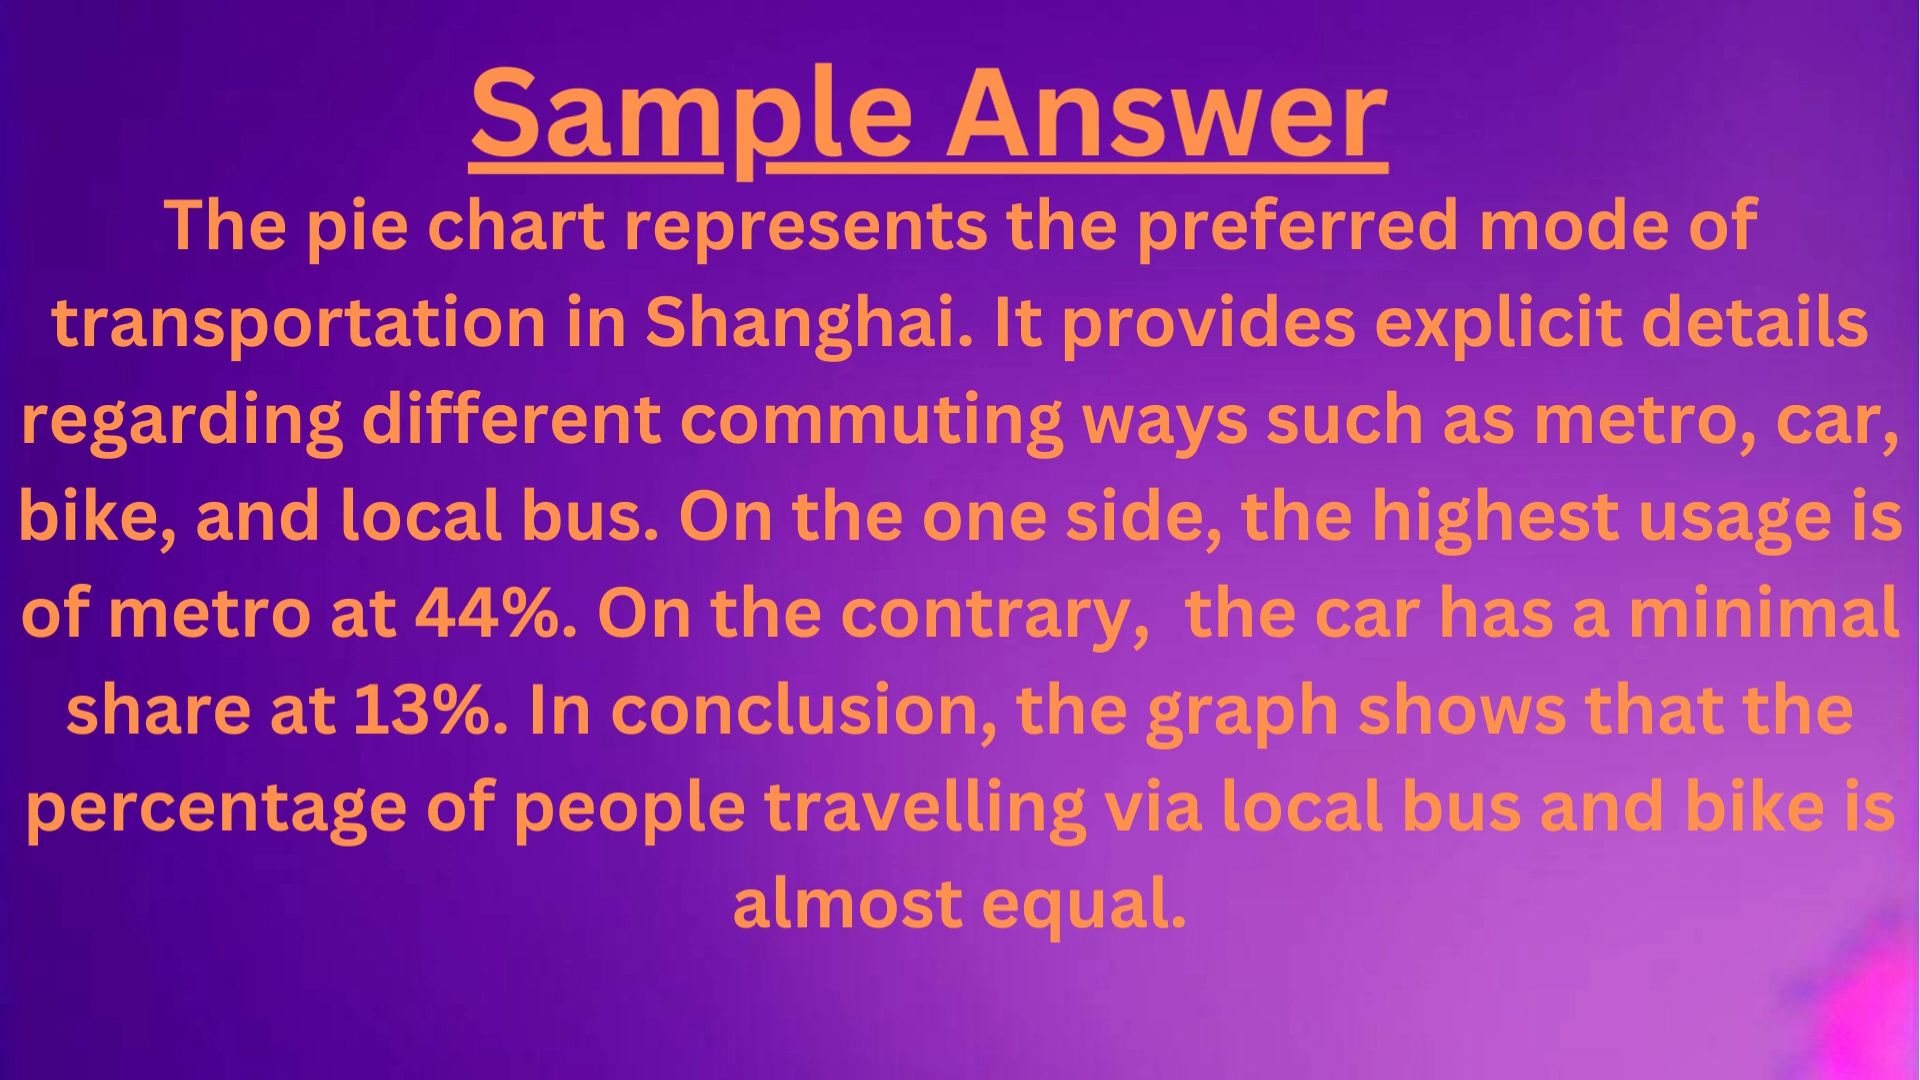 Sample Answer
The pie chart represents the preferred mode of
transportation in Shanghai. It provides explicit details
regarding different commuting ways such as metro, car,
bike, and local bus. On the one side, the highest usage is
of metro at 44%. On the contrary,  the car has a minimal
share at 13%. In conclusion, the graph shows that the
percentage of people travelling via local bus and bike is
almost equal.